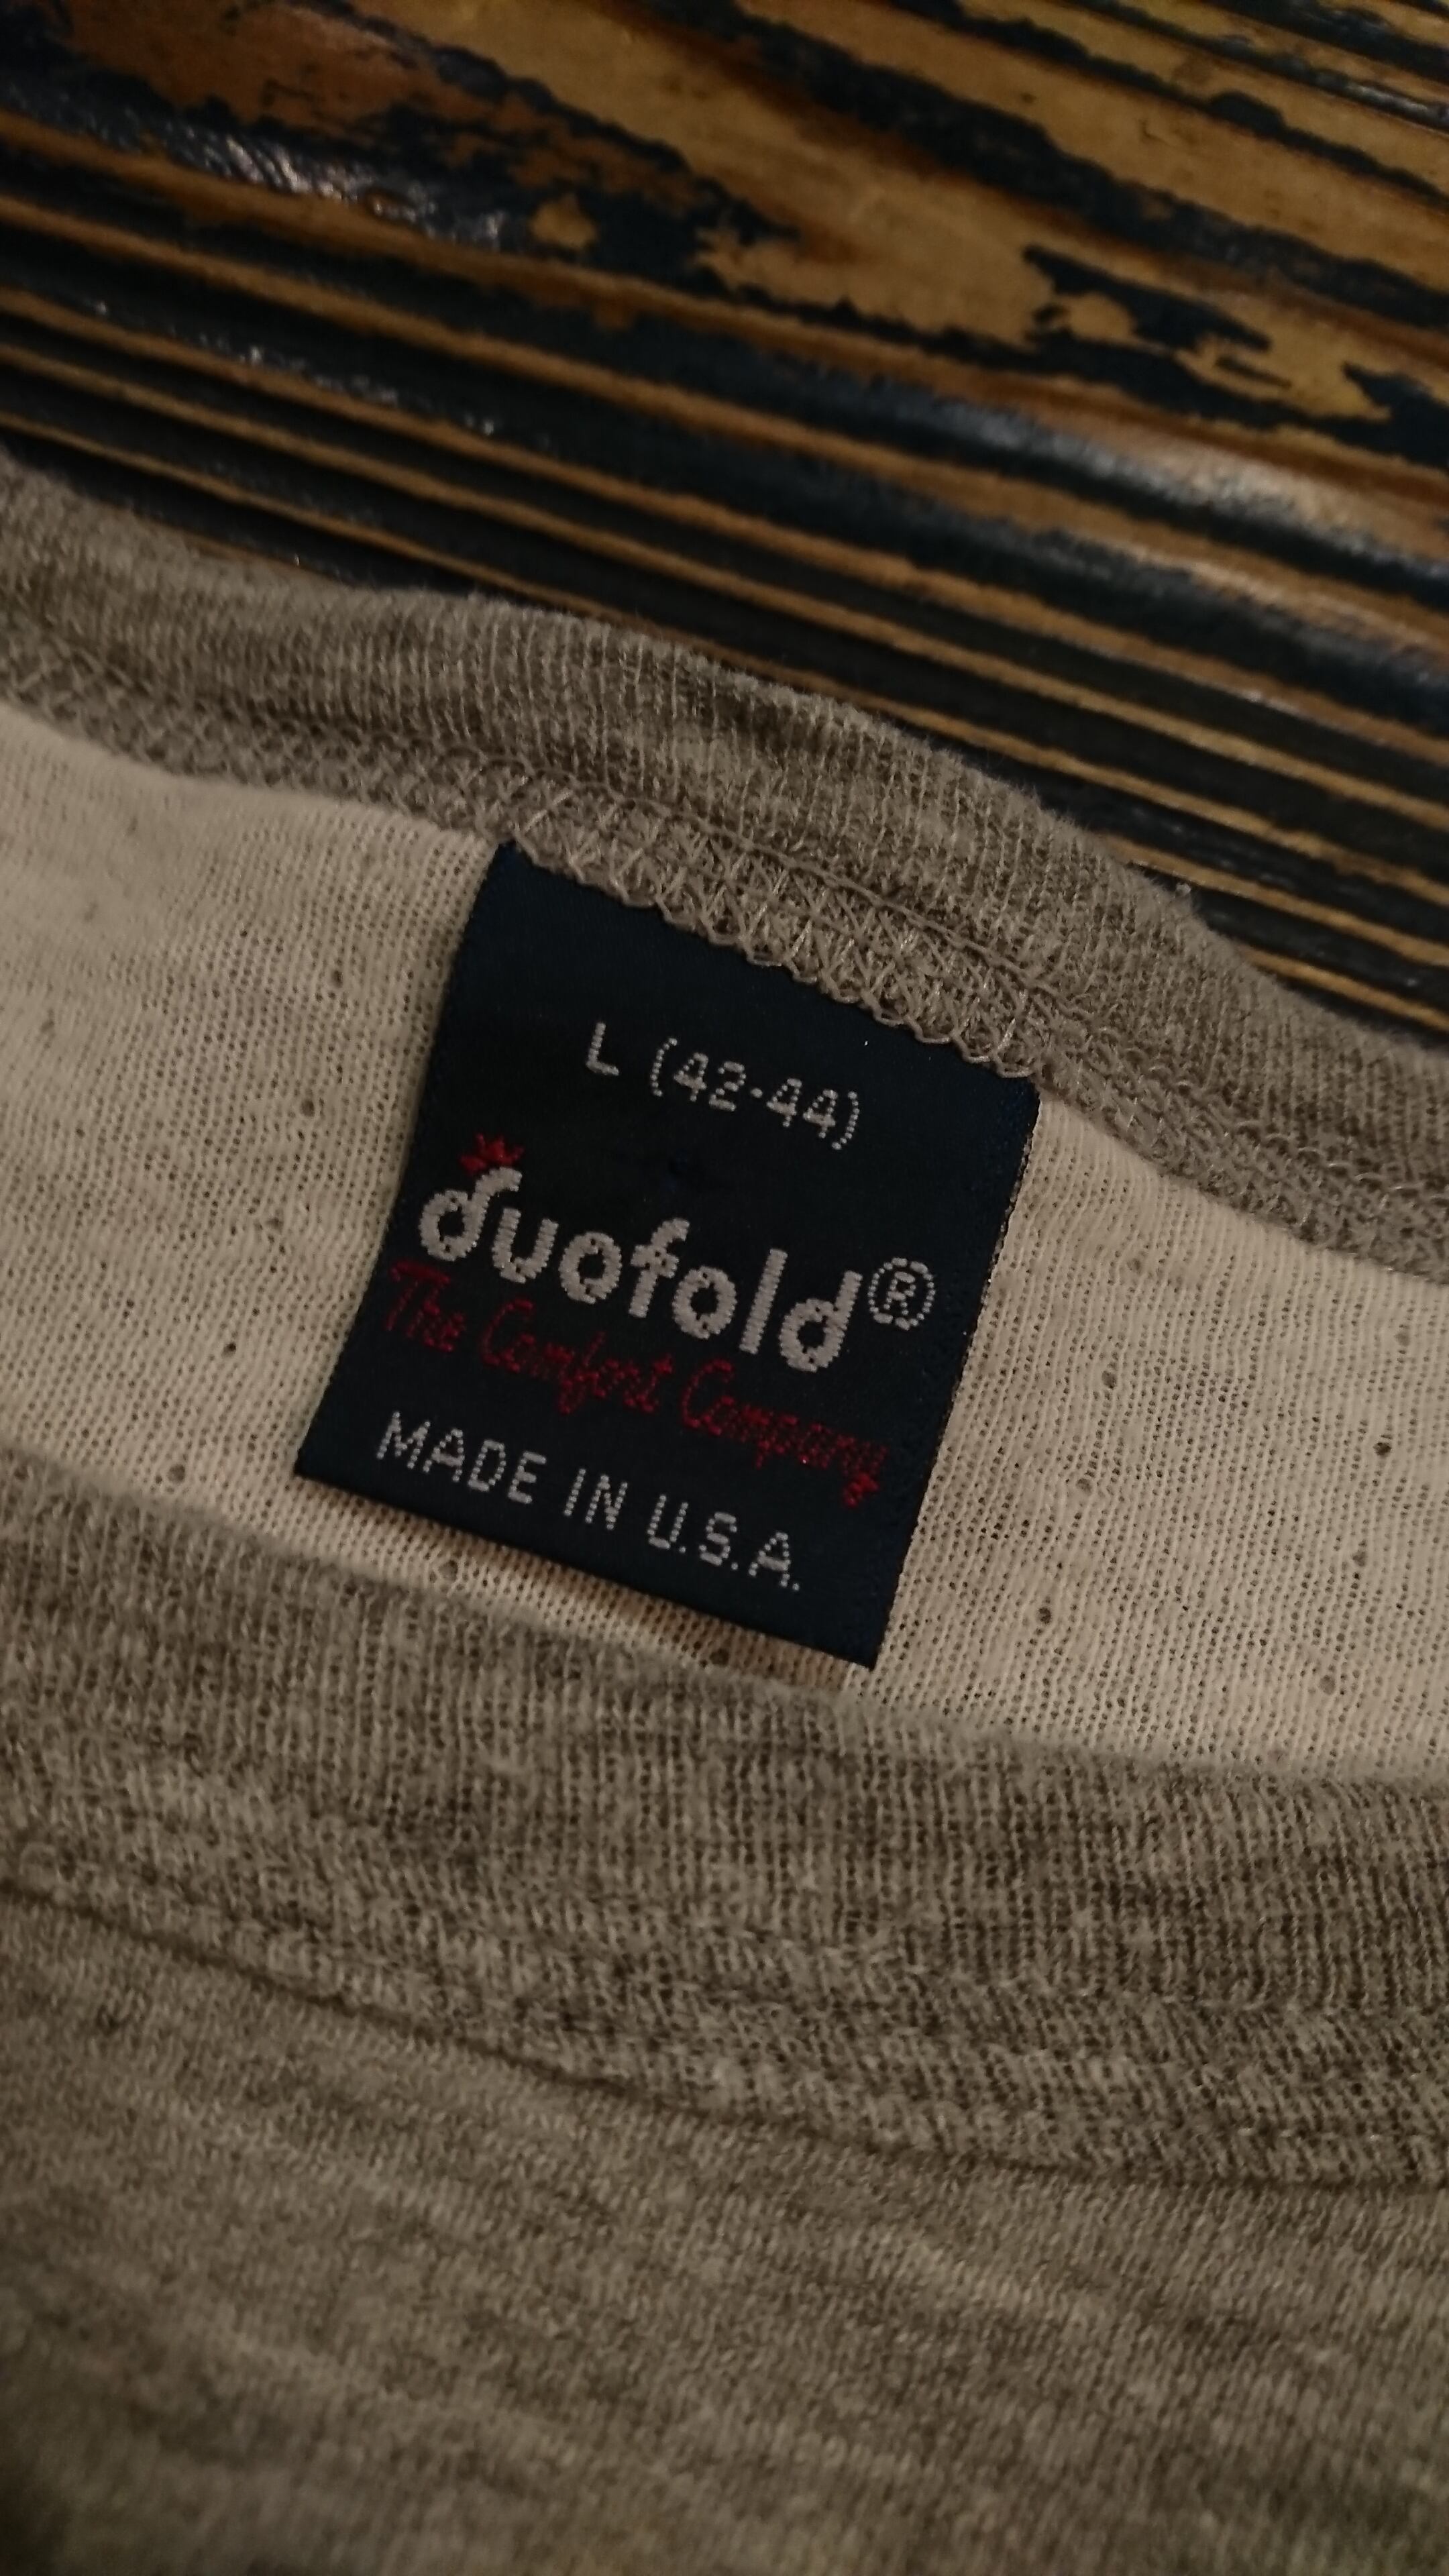 L (42-44)
duofold®
The Comfort Company
MADE IN U.S.A.